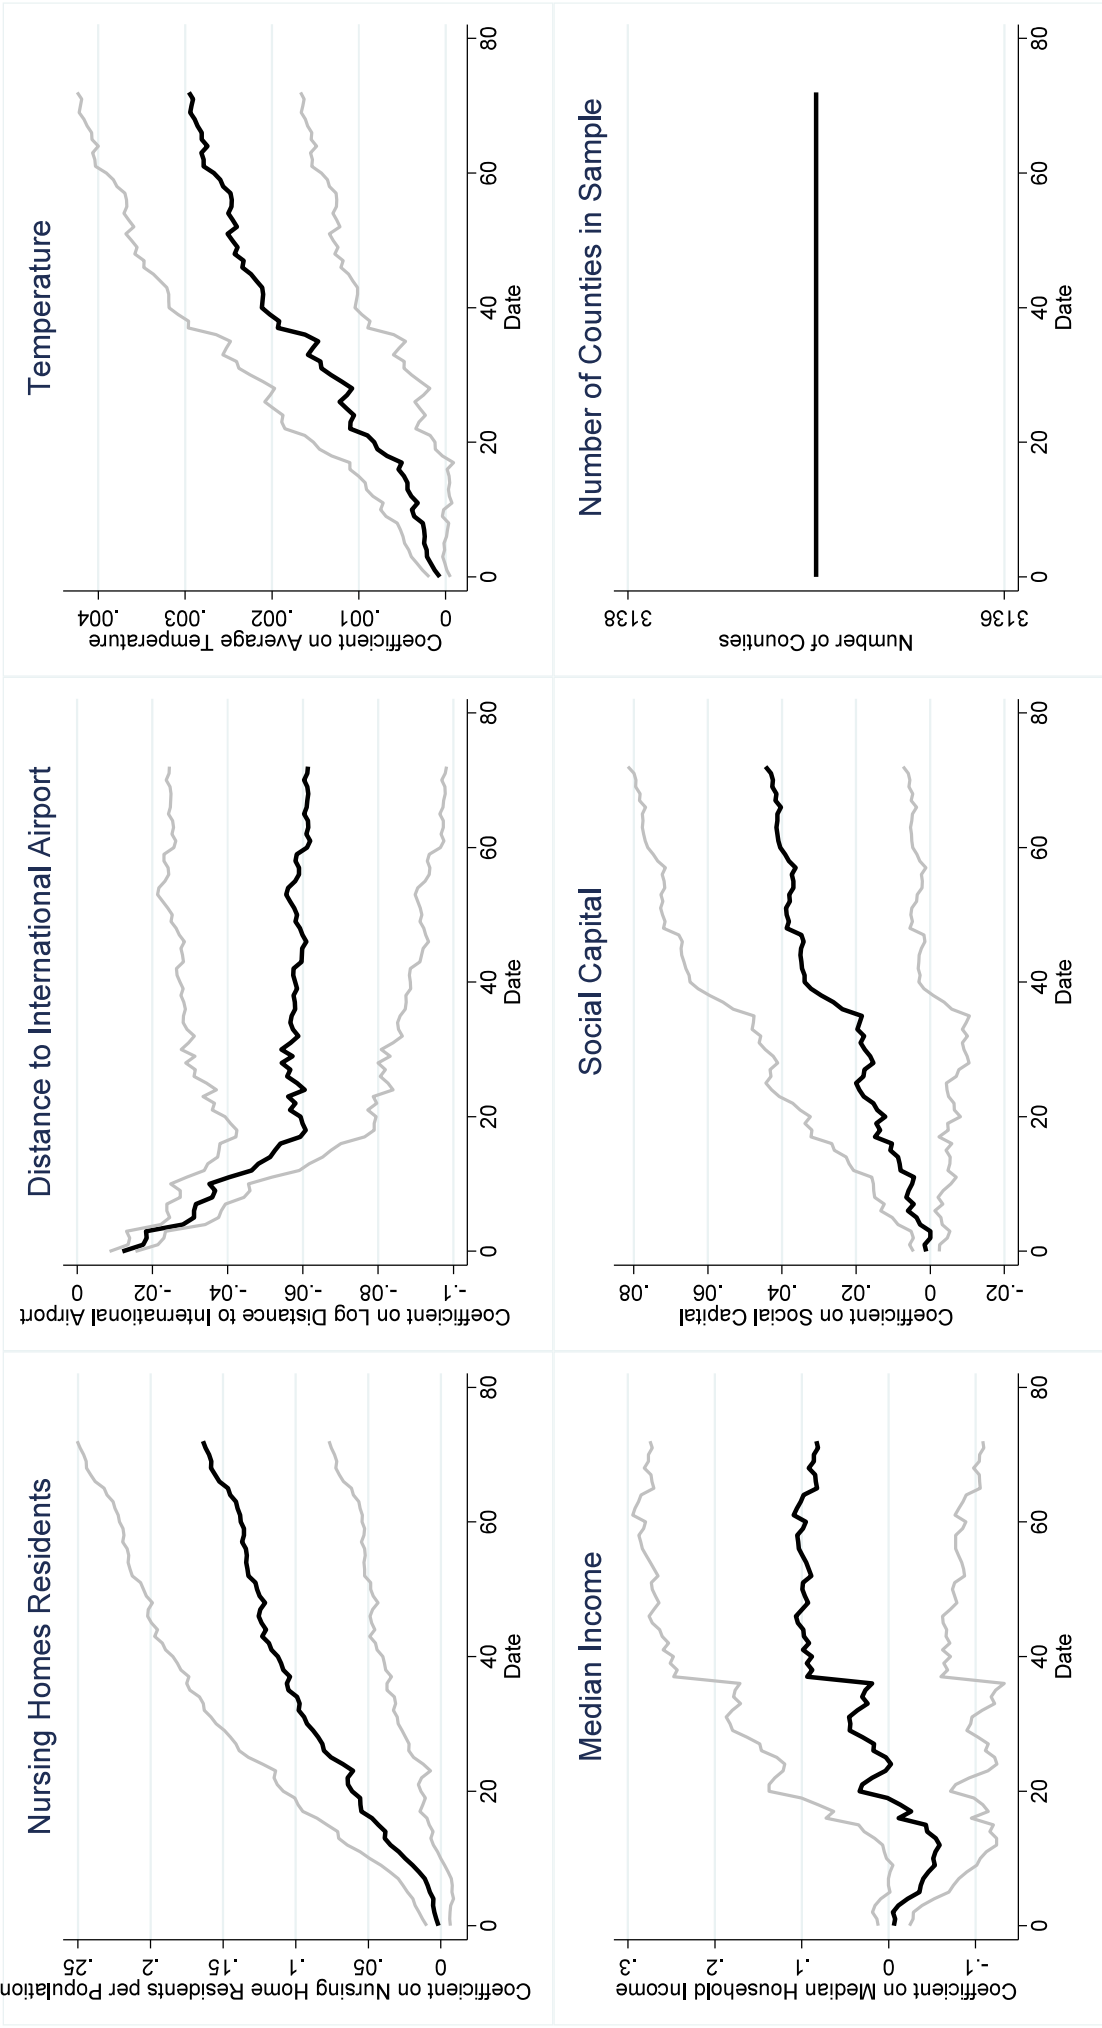 Nursing Homes Residents
Coefficient on Nursing Home Residents per Population
.25
.2
.15
.1
.05
0
0 20 40 60 80
Date
Distance to International Airport
Coefficient on Log Distance to International Airport
0
-.02
-.04
-.06
-.08
-.1
0 20 40 60 80
Date
Temperature
Coefficient on Average Temperature
.004
.003
.002
.001
0
0 20 40 60 80
Date
Median Income
Coefficient on Median Household Income
.3
.2
.1
0
-.1
0 20 40 60 80
Date
Social Capital
Coefficient on Social Capital
.08
.06
.04
.02
0
-.02
0 20 40 60 80
Date
Number of Counties in Sample
Number of Counties
3138
3136
0 20 40 60 80
Date